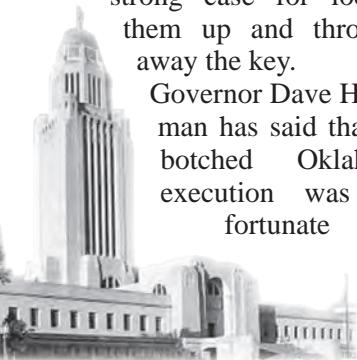 strong case for
them up and
away the key.
Governor Dave
man has said
botched
execution was
fortunate